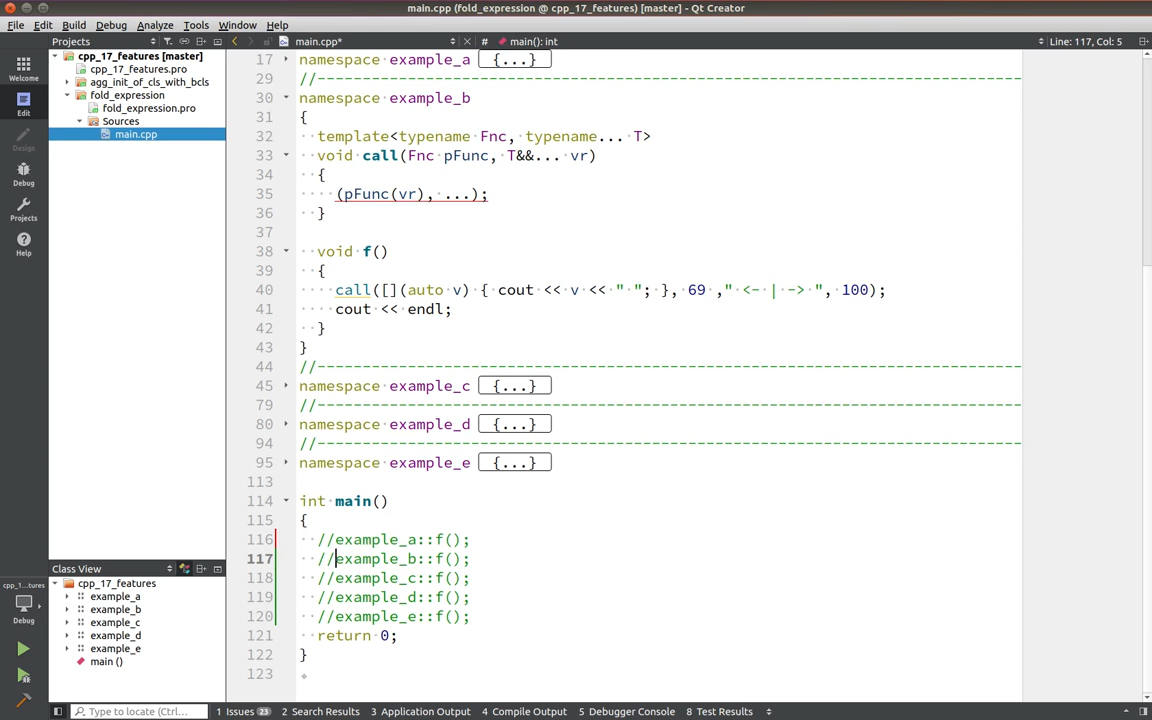 main.cpp (fold_expression @ cpp_17_features) [master] - Qt Creator
File Edit Build Debug Analyze Tools Window Help
Projects
main.cpp*
# main(): int
Line: 117, Col: 5
Welcome
Edit
Design
Debug
Projects
Help
cpp_1...tures
Debug
cpp_17_features [master]
cpp_17_features.pro
agg_init_of_cls_with_bcls
fold_expression
fold_expression.pro
Sources
main.cpp
Class View
cpp_17_features
example_a
example_b
example_c
example_d
example_e
main ()
17 namespace example_a {...}
29 //------------------------------------------------------------------------------
30 namespace example_b
31 {
32 template<typename Fnc, typename... T>
33 void call(Fnc pFunc, T&&... vr)
34 {
35 (pFunc(vr), ...);
36 }
37
38 void f()
39 {
40 call([](auto v) { cout << v << " "; }, 69 ," <- | -> ", 100);
41 cout << endl;
42 }
43 }
44 //------------------------------------------------------------------------------
45 namespace example_c {...}
79 //------------------------------------------------------------------------------
80 namespace example_d {...}
94 //------------------------------------------------------------------------------
95 namespace example_e {...}
113
114 int main()
115 {
116 //example_a::f();
117 //example_b::f();
118 //example_c::f();
119 //example_d::f();
120 //example_e::f();
121 return 0;
122 }
123
Type to locate (Ctrl...
1 Issues 23 2 Search Results 3 Application Output 4 Compile Output 5 Debugger Console 8 Test Results